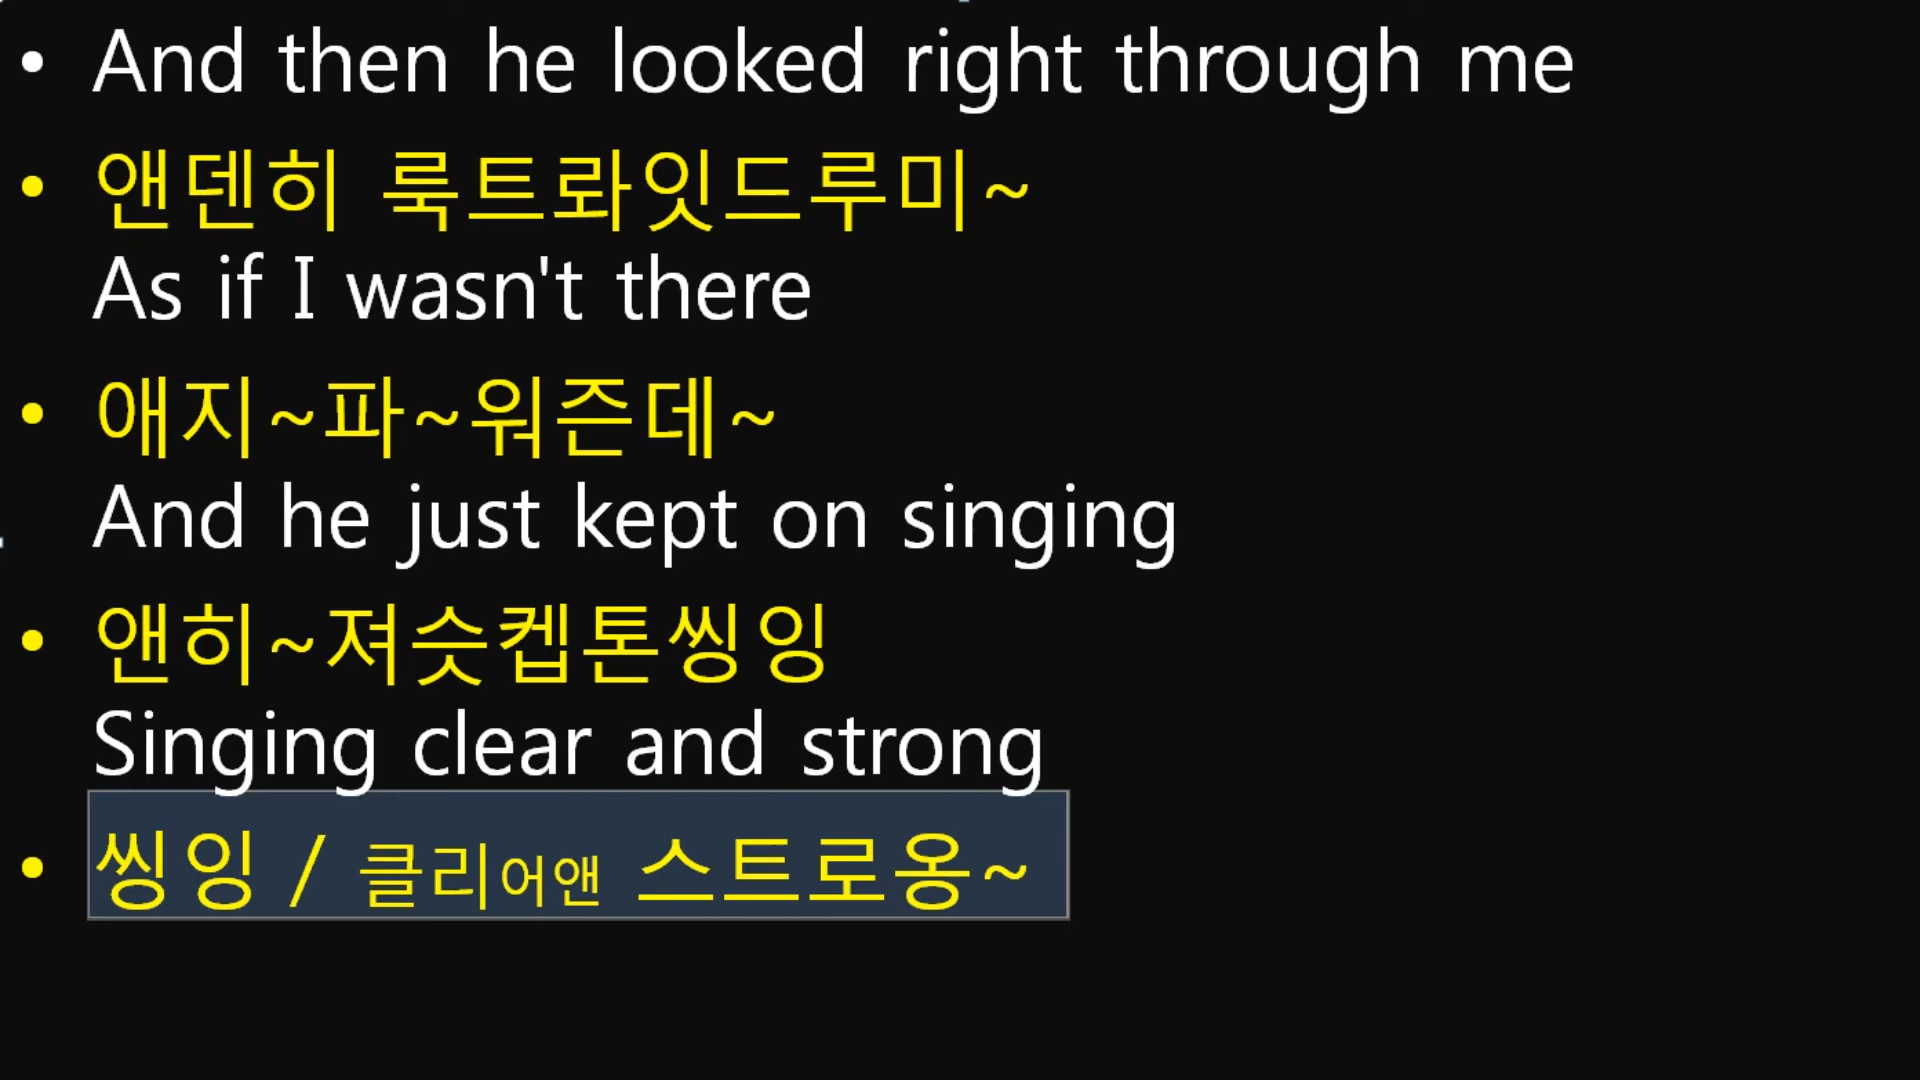 • And then he looked right through me
• 앤덴히 룩트롸잇드루미~
As if I wasn't there
• 애지~파~워즌데~
And he just kept on singing
• 앤히~져슷켑톤씽잉
Singing clear and strong
• 씽잉 / 클리어앤 스트로옹~